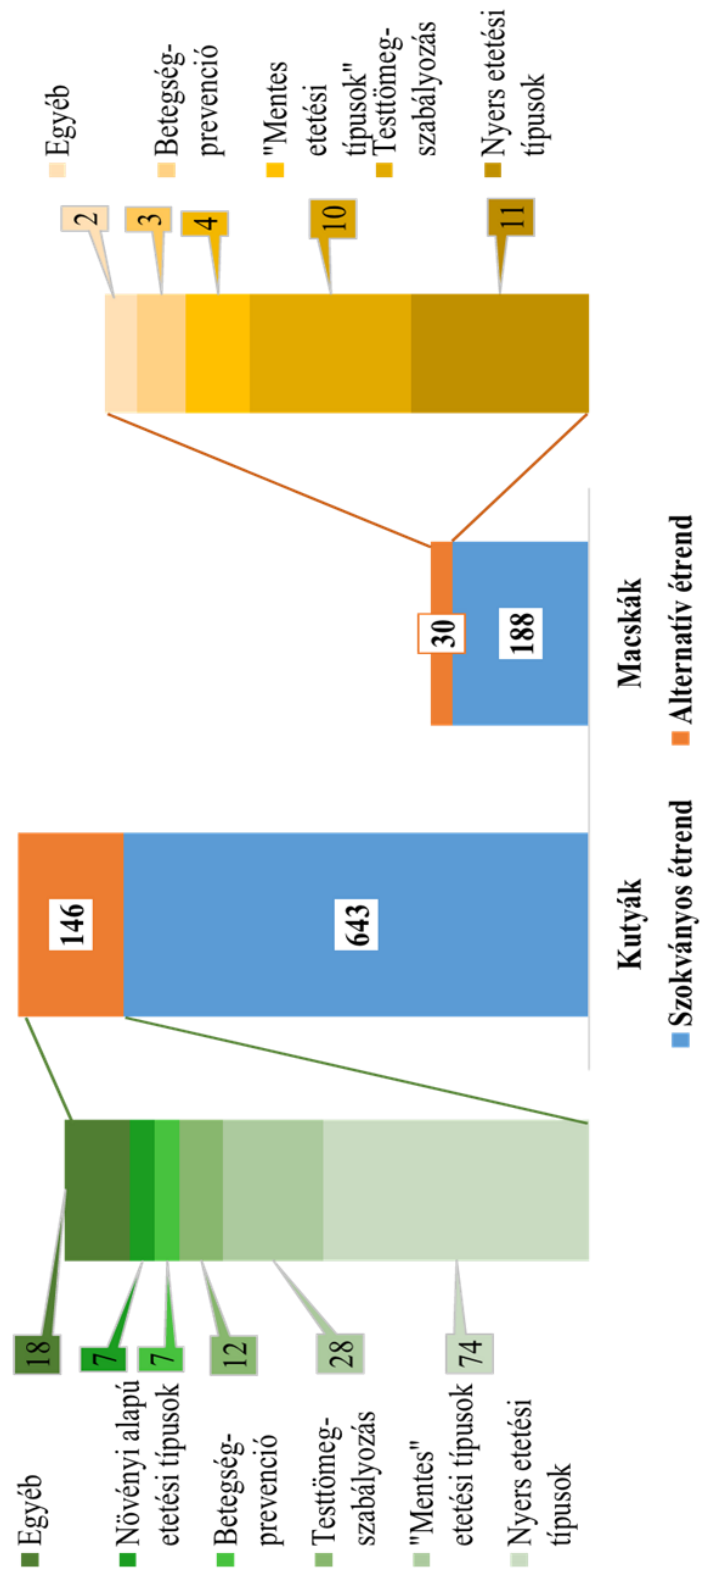 Egyéb
Növényi alapú
etetési típusok
Betegség-
prevenció
Testtömeg-
szabályozás
"Mentes"
etetési típusok
Nyers etetési
típusok
18
7
7
12
28
74
146
643
30
188
2
3
4
10
11
Egyéb
Betegség-
prevenció
"Mentes
etetési
típusok"
Testtömeg-
szabályozás
Nyers etetési
típusok
Kutyák
Macskák
Szokványos étrend
Alternatív étrend